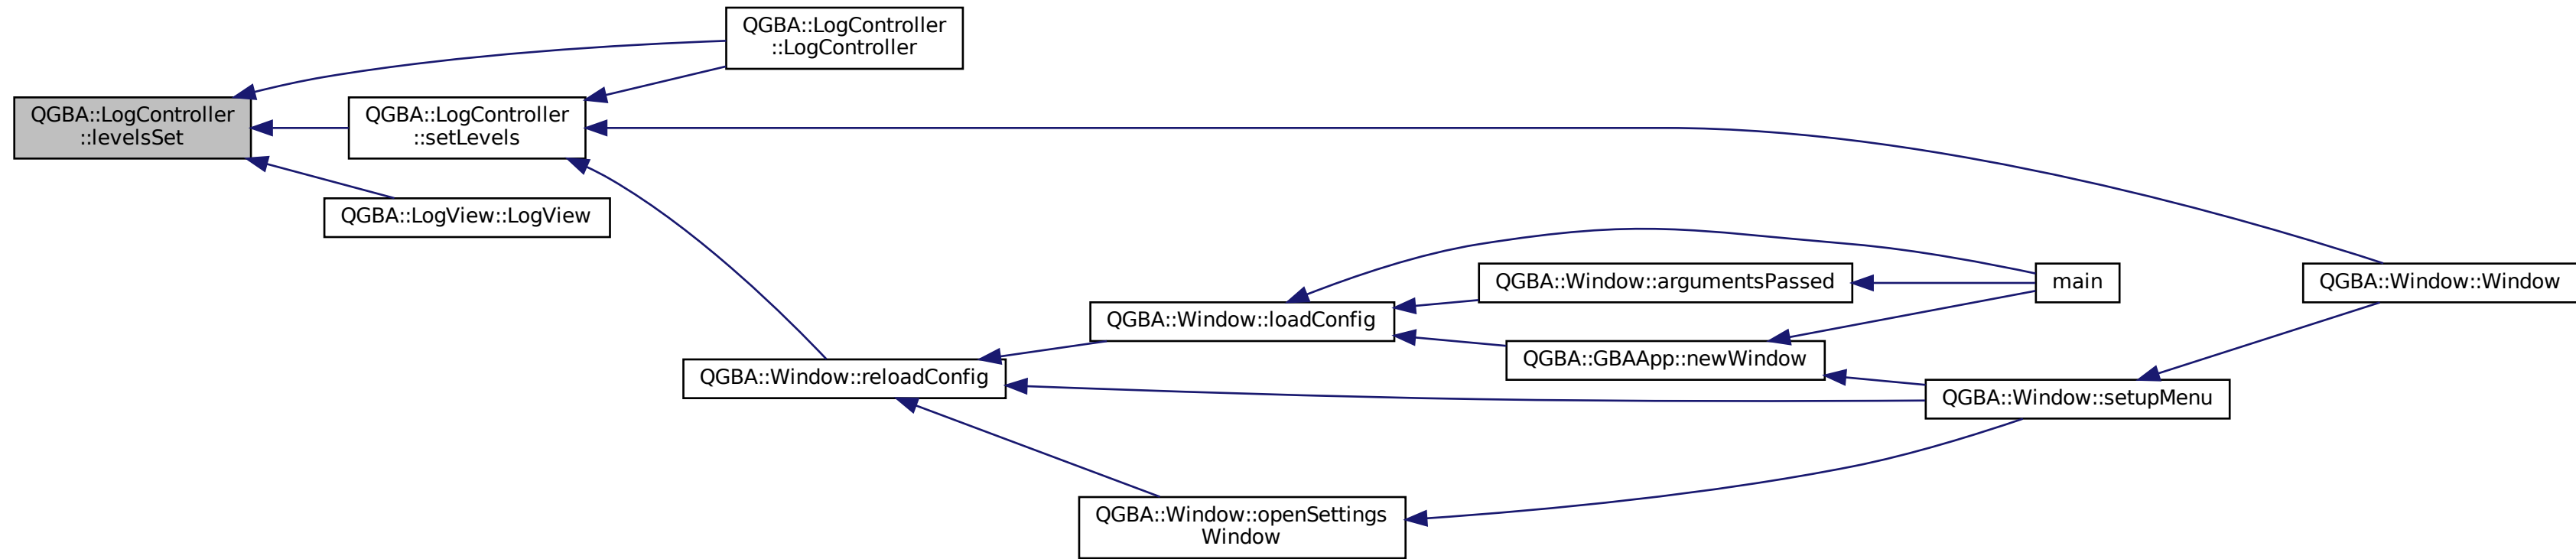 QGBA::LogController
::LogController
QGBA::LogController
::levelsSet
QGBA::LogController
::setLevels
QGBA::LogView::LogView
QGBA::Window::argumentsPassed
main
QGBA::Window::Window
QGBA::Window::loadConfig
QGBA::GBAApp::newWindow
QGBA::Window::reloadConfig
QGBA::Window::setupMenu
QGBA::Window::openSettings
Window